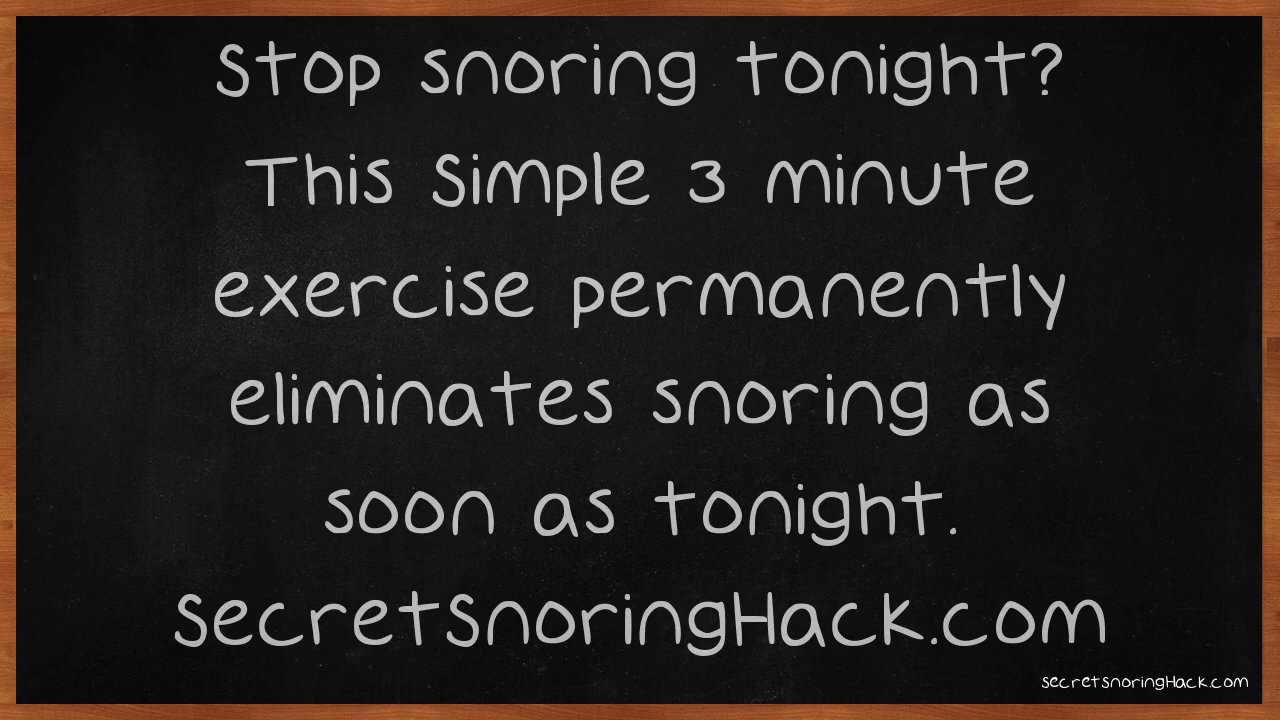 Stop snoring tonight?
This Simple 3 minute
exercise permanently
eliminates snoring as
soon as tonight.
SecretSnoringHack.com
secretsnoringHack.com